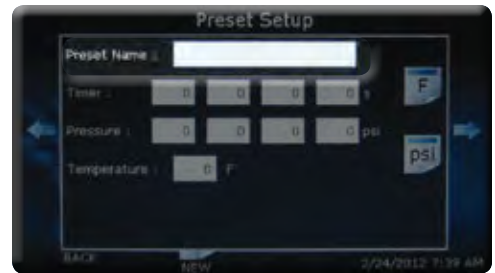 Preset Setup
Preset Name :
Timer : 0 0 0 0 s
F
Pressure : 0 0 0 0 psi
psi
Temperature : 0 F
BACK NEW 2/24/2012 7:39 AM